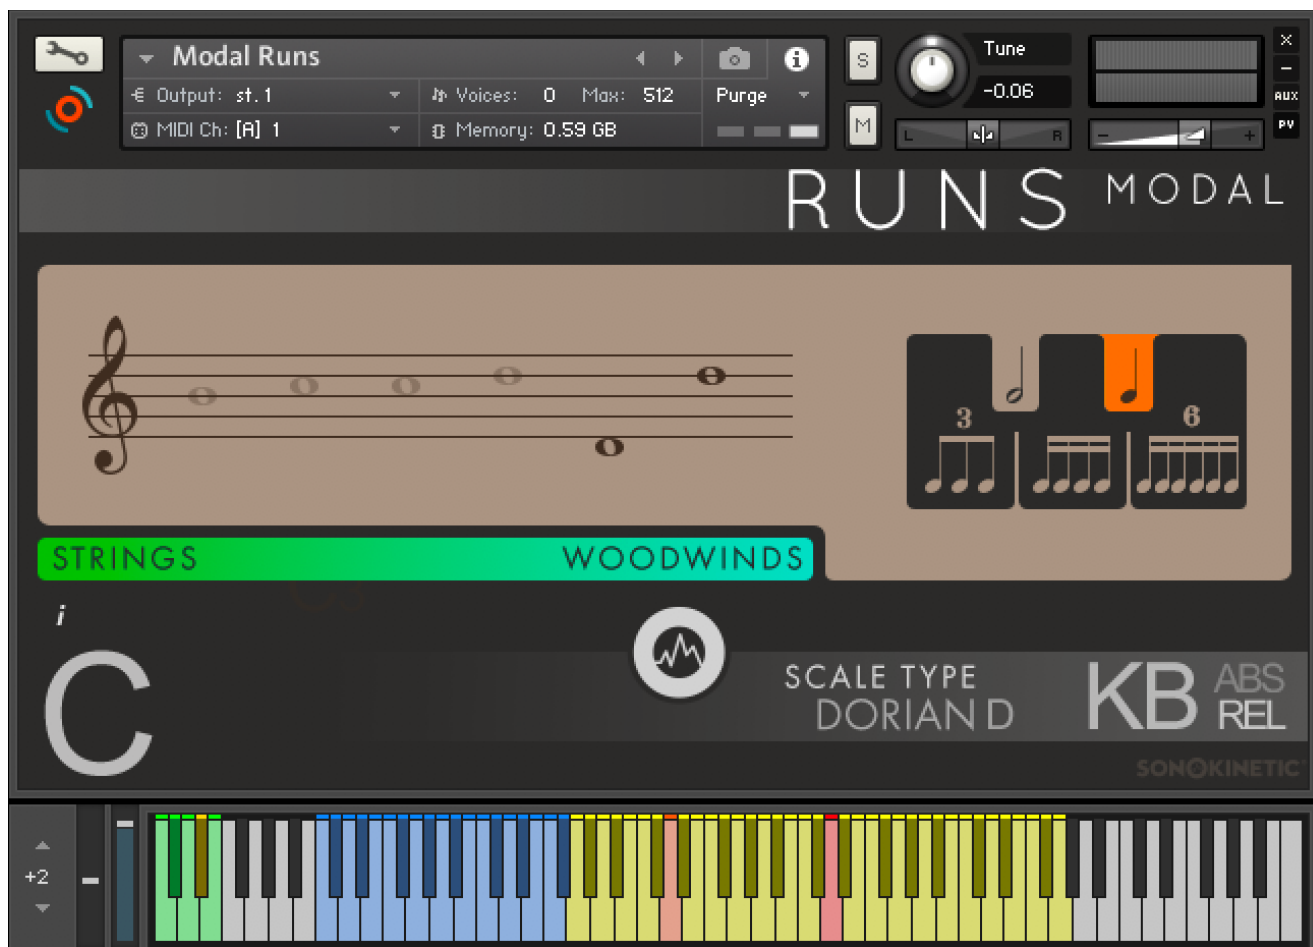 Modal Runs
Output: st.1
Voices: 0 Max: 512
Purge
MIDI Ch: [A] 1
Memory: 0.59 GB
S
M
Tune
-0.06
L
R
-
+
X
-
AUX
PV
RUNS MODAL
3
6
STRINGS
WOODWINDS
C3
i
C
SCALE TYPE
DORIAN D
KB
ABS
REL
SONOKINETIC
+2